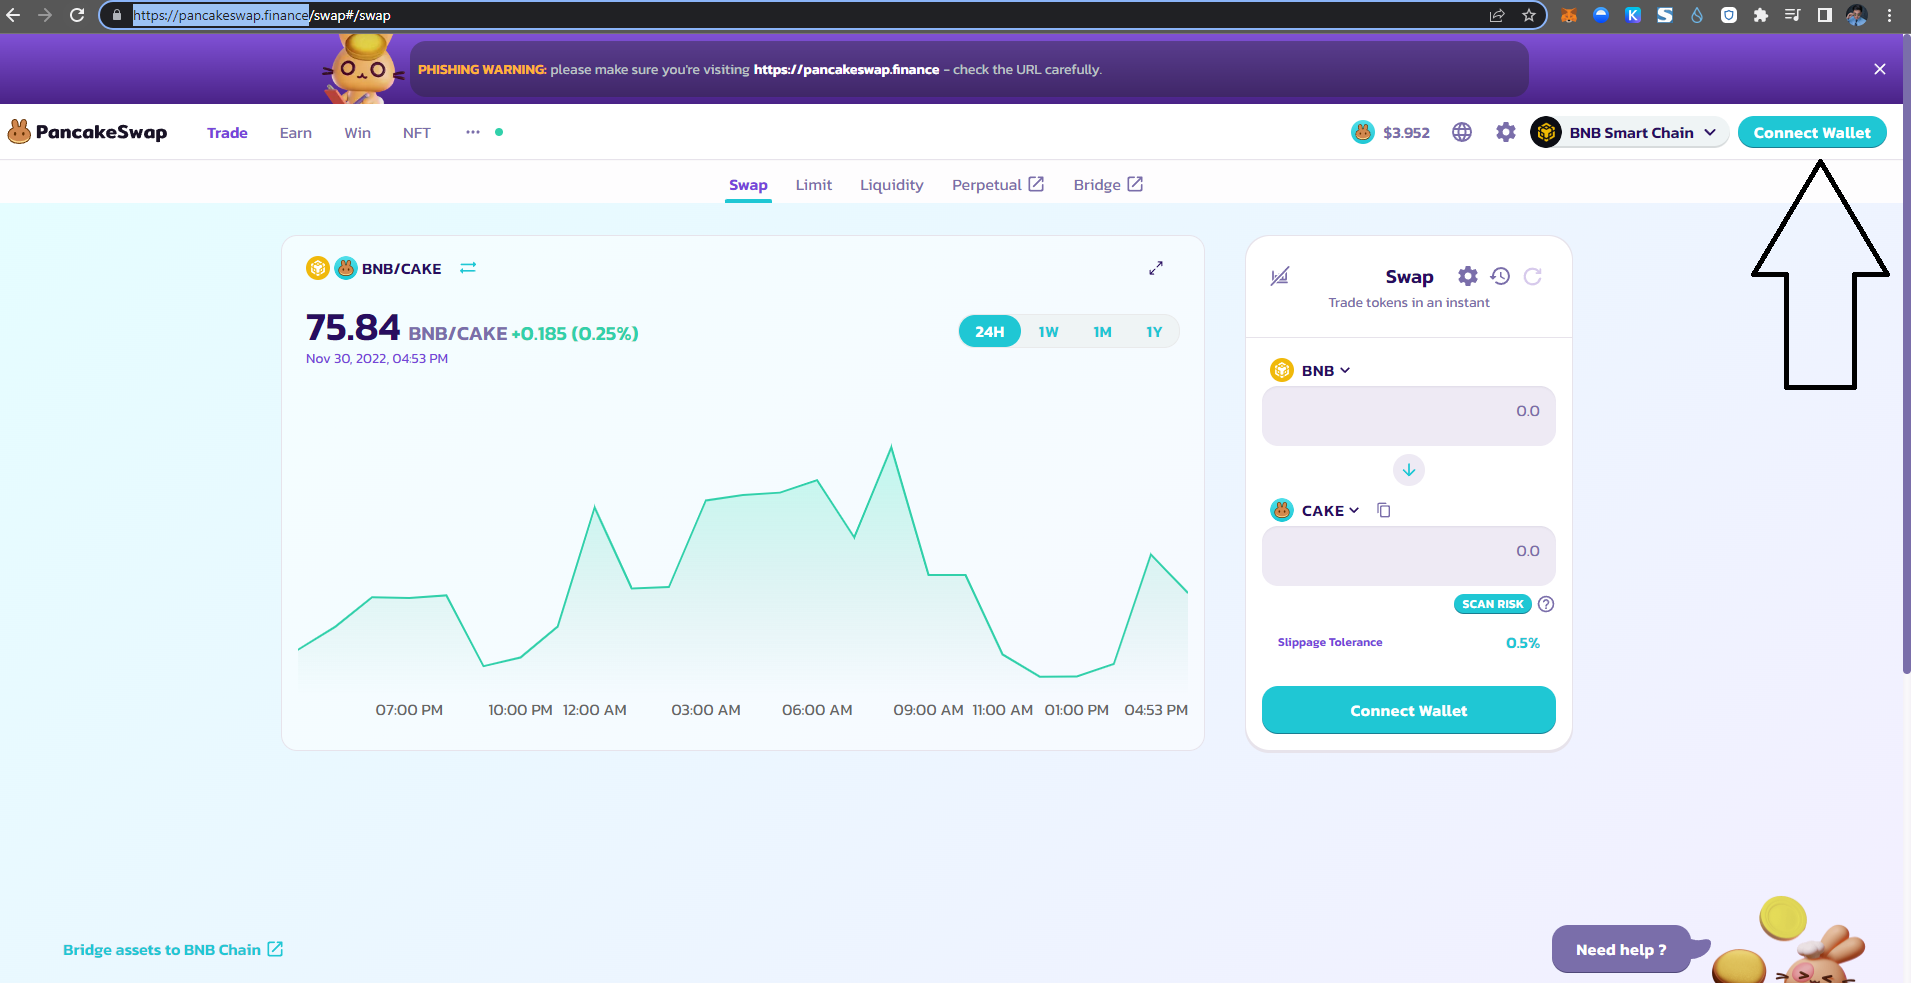 https://pancakeswap.finance/swap#/swap
PHISHING WARNING: please make sure you're visiting https://pancakeswap.finance - check the URL carefully.
PancakeSwap Trade Earn Win NFT ... $3.952 BNB Smart Chain Connect Wallet
Swap Limit Liquidity Perpetual Bridge
BNB/CAKE
75.84 BNB/CAKE +0.185 (0.25%)
Nov 30, 2022, 04:53 PM
24H 1W 1M 1Y
07:00 PM 10:00 PM 12:00 AM 03:00 AM 06:00 AM 09:00 AM 11:00 AM 01:00 PM 04:53 PM
Swap
Trade tokens in an instant
BNB
0.0
CAKE
0.0
SCAN RISK ?
Slippage Tolerance 0.5%
Connect Wallet
Bridge assets to BNB Chain
Need help ?